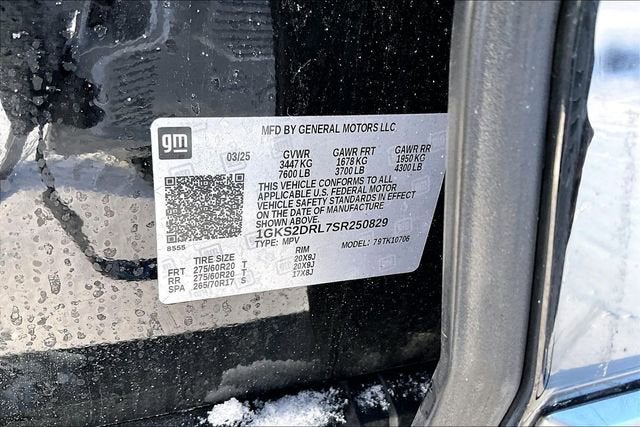 gm
MFD BY GENERAL MOTORS LLC
03/25 GVWR GAWR FRT GAWR RR
3447 KG 1678 KG 1950 KG
7600 LB 3700 LB 4300 LB
THIS VEHICLE CONFORMS TO ALL
APPLICABLE U.S. FEDERAL MOTOR
VEHICLE SAFETY STANDARDS IN EFFECT
ON THE DATE OF MANUFACTURE
SHOWN ABOVE.
1GKS2DRL7SR250829
8555 TYPE: MPV MODEL: 79TK10706
TIRE SIZE RIM
FRT 275/60R20 T 20X9J
RR 275/60R20 T 20X9J
SPA 265/70R17 S 17X8J